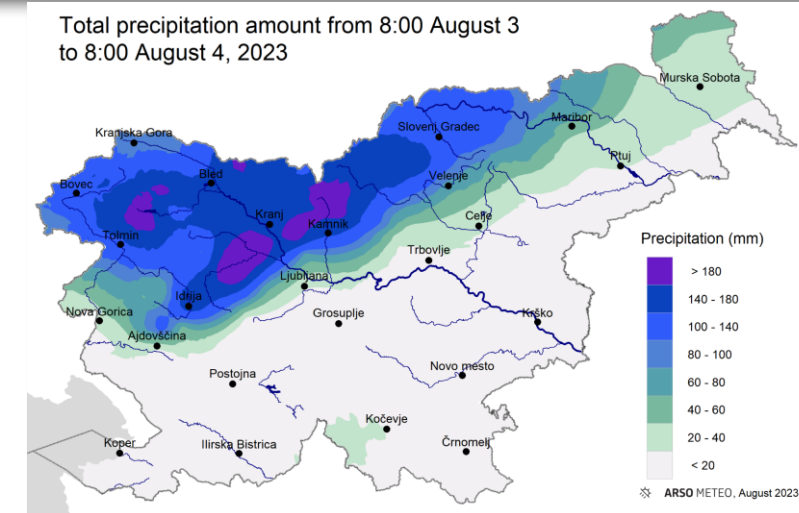 Total precipitation amount from 8:00 August 3
to 8:00 August 4, 2023
Murska Sobota
Maribor
Slovenj Gradec
Kranjska Gora
Ptuj
Bled
Velenje
Bovec
Kranj
Celje
Kamnik
Tolmin
Trbovlje
Ljubljana
Idrija
Nova Gorica
Grosuplje
Krško
Ajdovščina
Postojna
Novo mesto
Kočevje
Koper
Ilirska Bistrica
Črnomelj
Precipitation (mm)
> 180
140 - 180
100 - 140
80 - 100
60 - 80
40 - 60
20 - 40
< 20
ARSO METEO, August 2023